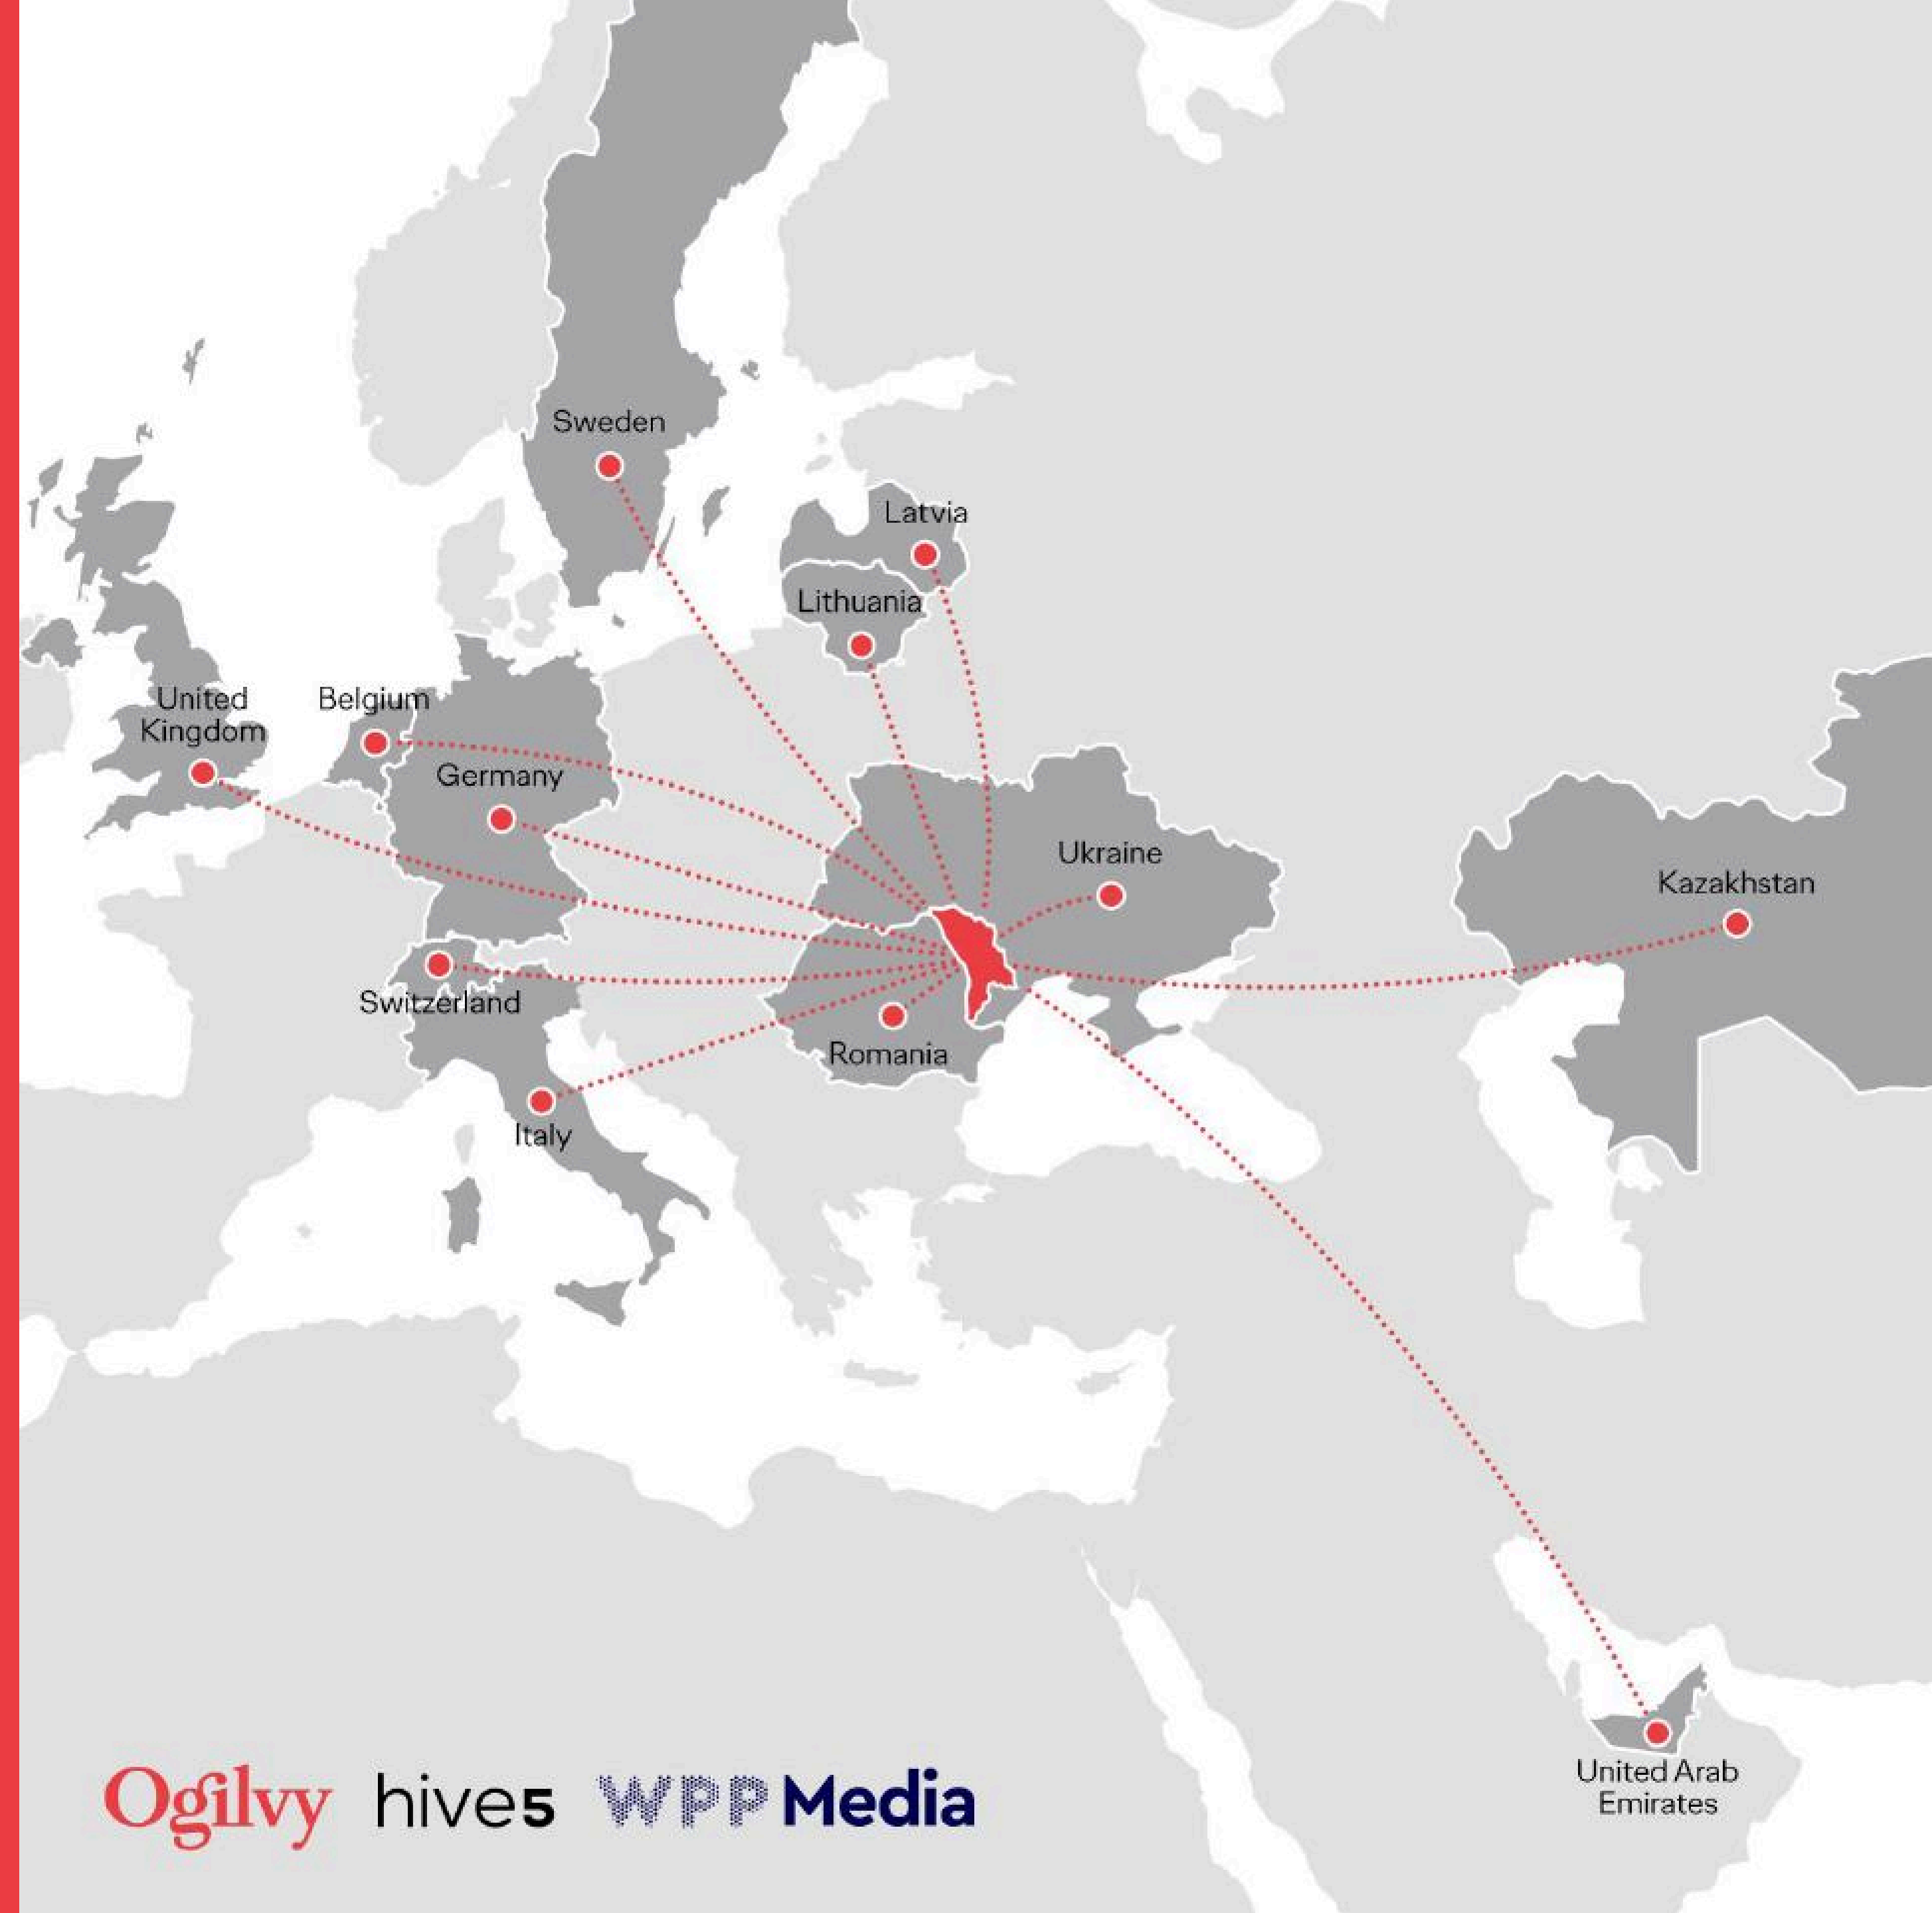 Sweden
Latvia
Lithuania
United
Kingdom
Belgium
Germany
Ukraine
Kazakhstan
Switzerland
Romania
Italy
United Arab
Emirates
Ogilvy hive5 WPP Media